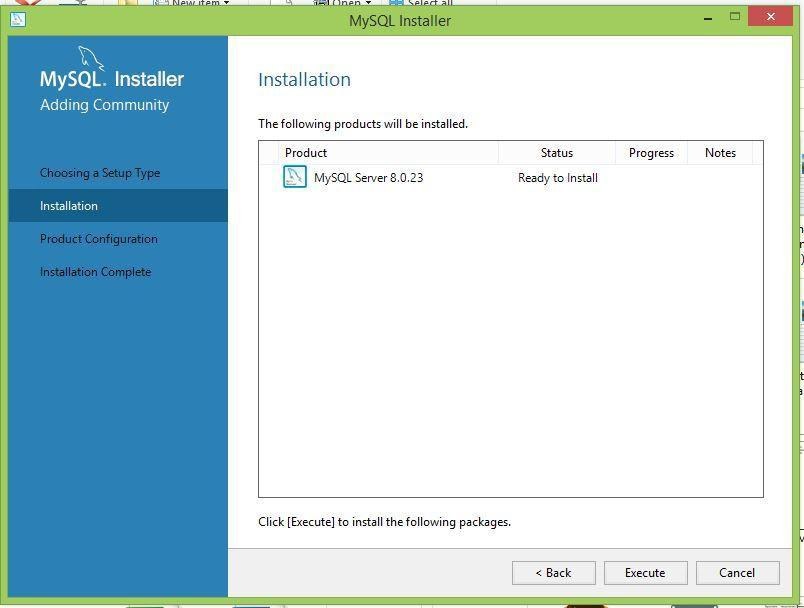 New item
Open
Select all
MySQL Installer
MySQL. Installer
Adding Community
Choosing a Setup Type
Installation
Product Configuration
Installation Complete
Installation
The following products will be installed.
Product Status Progress Notes
MySQL Server 8.0.23 Ready to Install
Click [Execute] to install the following packages.
< Back Execute Cancel